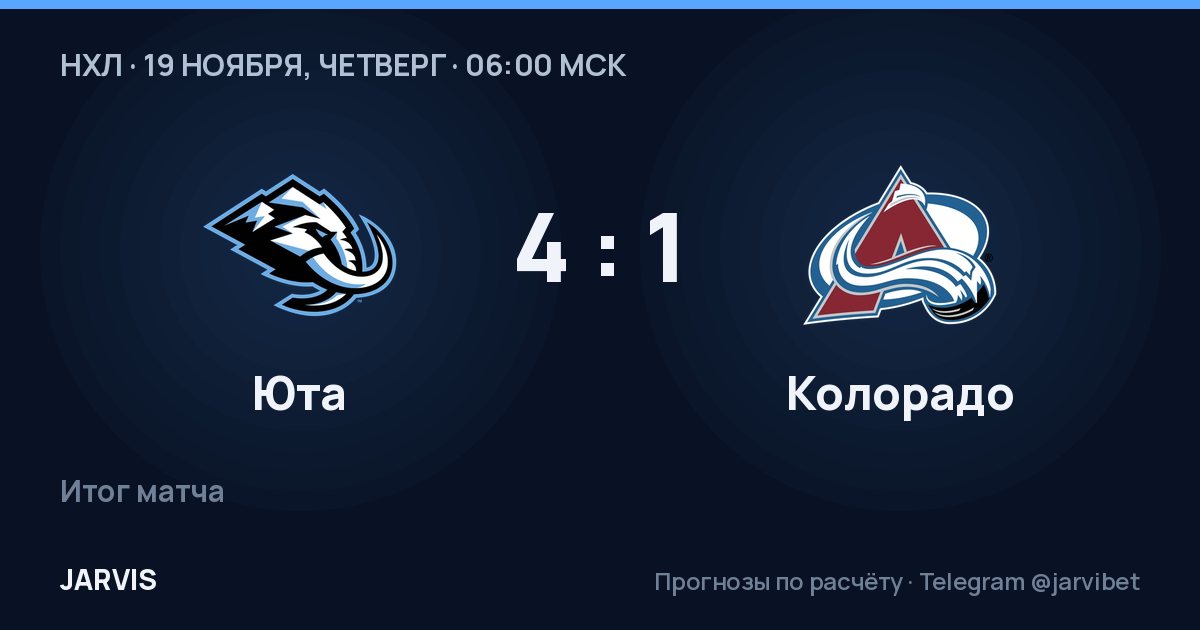 НХЛ · 19 НОЯБРЯ, ЧЕТВЕРГ · 06:00 МСК
4 : 1
Юта
Колорадо
Итог матча
JARVIS
Прогнозы по расчёту · Telegram @jarvibet